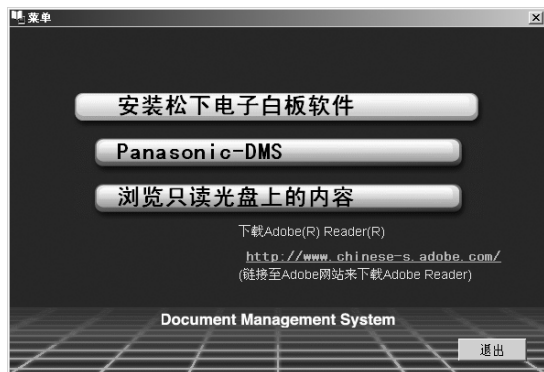 菜单
安装松下电子白板软件
Panasonic-DMS
浏览只读光盘上的内容
下载Adobe(R) Reader(R)
http://www.chinese-s.adobe.com/
(链接至Adobe网站来下载Adobe Reader)
Document Management System
退出